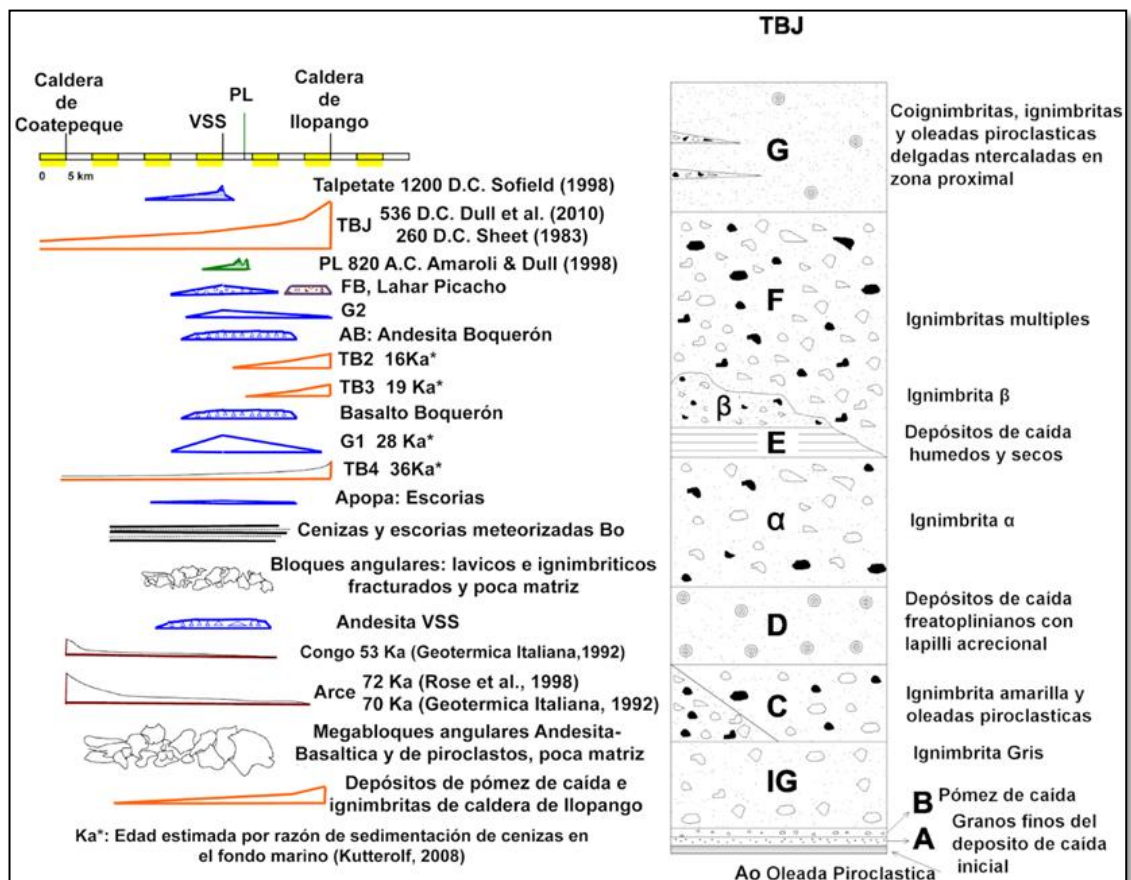 TBJ
Caldera
de
Coatepeque
VSS
PL
Caldera
de
Ilopango
0 5 km
Talpetate 1200 D.C. Sofield (1998)
TBJ
536 D.C. Dull et al. (2010)
260 D.C. Sheet (1983)
PL 820 A.C. Amaroli & Dull (1998)
FB, Lahar Picacho
G2
AB: Andesita Boquerón
TB2 16Ka*
TB3 19 Ka*
Basalto Boquerón
G1 28 Ka*
TB4 36Ka*
Apopa: Escorias
Cenizas y escorias meteorizadas Bo
Bloques angulares: lavicos e ignimbriticos
fracturados y poca matriz
Andesita VSS
Congo 53 Ka (Geotermica Italiana,1992)
Arce
72 Ka (Rose et al., 1998)
70 Ka (Geotermica Italiana, 1992)
Megabloques angulares Andesita-
Basaltica y de piroclastos, poca matriz
Depósitos de pómez de caída e
ignimbritas de caldera de Ilopango
Ka*: Edad estimada por razón de sedimentación de cenizas en
el fondo marino (Kutterolf, 2008)
G
Coignimbritas, ignimbritas
y oleadas piroclasticas
delgadas ntercaladas en
zona proximal
F
Ignimbritas multiples
β
Ignimbrita β
E
Depósitos de caída
humedos y secos
α
Ignimbrita α
D
Depósitos de caída
freatoplinianos con
lapilli acrecional
C
Ignimbrita amarilla y
oleadas piroclasticas
IG
Ignimbrita Gris
B Pómez de caída
A Granos finos del
deposito de caida
inicial
Ao Oleada Piroclastica